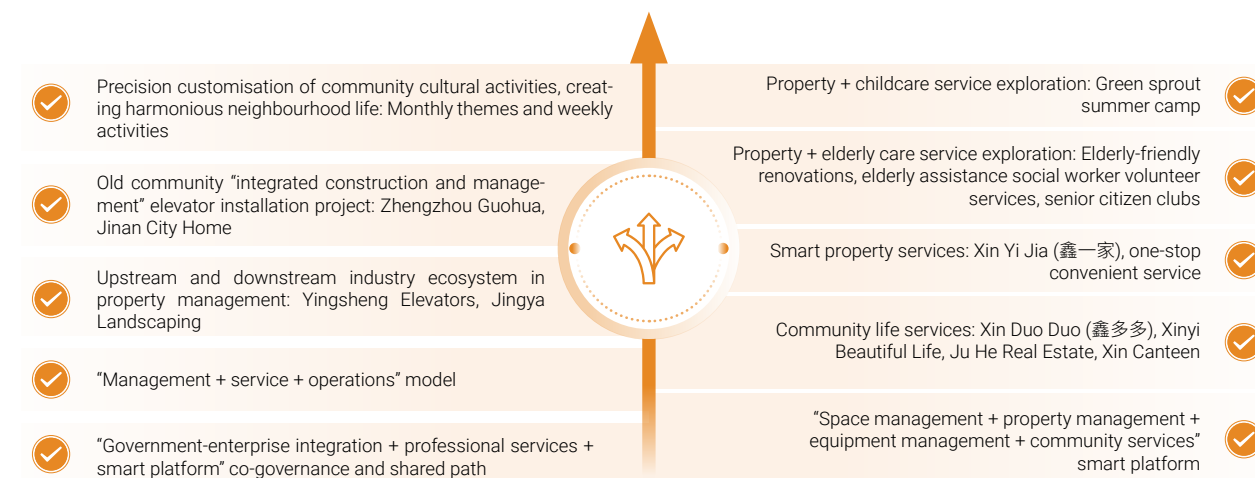 Precision customisation of community cultural activities, creat-
ing harmonious neighbourhood life: Monthly themes and weekly
activities
Old community “integrated construction and manage-
ment” elevator installation project: Zhengzhou Guohua,
Jinan City Home
Upstream and downstream industry ecosystem in
property management: Yingsheng Elevators, Jingya
Landscaping
“Management + service + operations” model
“Government-enterprise integration + professional services +
smart platform” co-governance and shared path
Property + childcare service exploration: Green sprout
summer camp
Property + elderly care service exploration: Elderly-friendly
renovations, elderly assistance social worker volunteer
services, senior citizen clubs
Smart property services: Xin Yi Jia (鑫一家), one-stop
convenient service
Community life services: Xin Duo Duo (鑫多多), Xinyi
Beautiful Life, Ju He Real Estate, Xin Canteen
“Space management + property management +
equipment management + community services”
smart platform